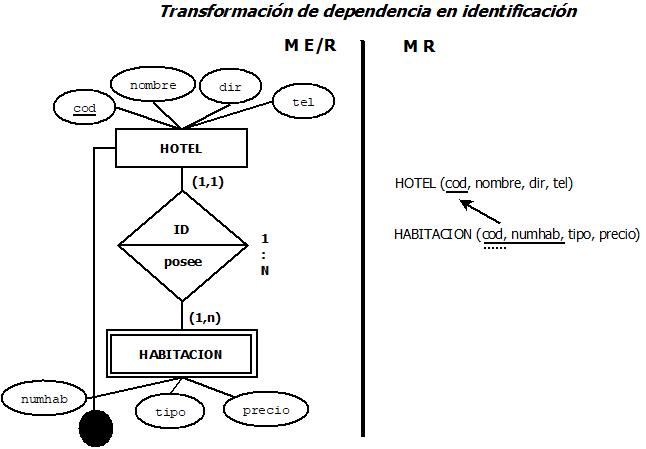 Transformación de dependencia en identificación
M E/R
M R
nombre
dir
cod
tel
HOTEL
(1,1)
HOTEL (cod, nombre, dir, tel)
ID
posee
1
:
N
HABITACION (cod, numhab, tipo, precio)
(1,n)
HABITACION
numhab
tipo
precio